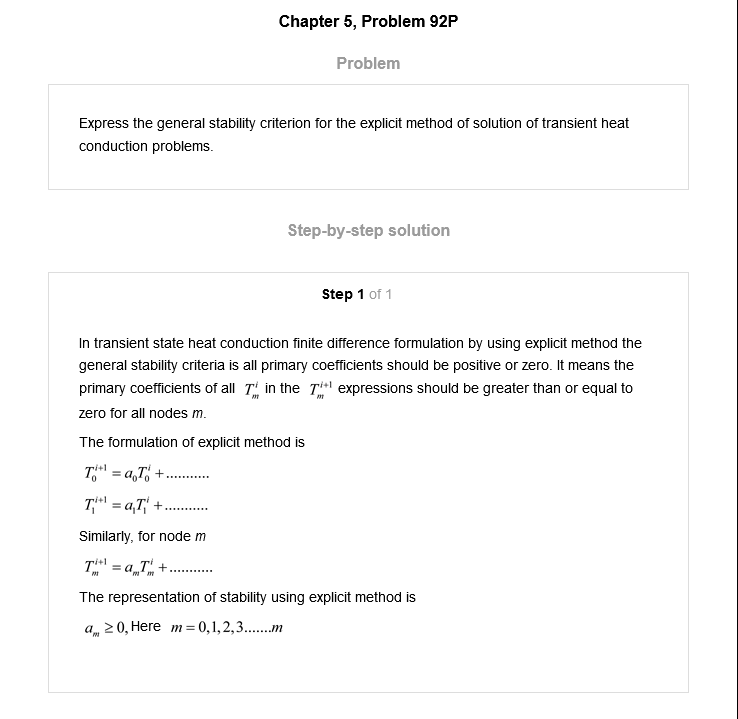 Chapter 5, Problem 92P
Problem
Express the general stability criterion for the explicit method of solution of transient heat
conduction problems.
Step-by-step solution
Step 1 of 1
In transient state heat conduction finite difference formulation by using explicit method the
general stability criteria is all primary coefficients should be positive or zero. It means the
primary coefficients of all $T_m^i$ in the $T_m^{i+1}$ expressions should be greater than or equal to
zero for all nodes m.
The formulation of explicit method is
$T_0^{i+1} = a_0 T_0^i + ...........$
$T_1^{i+1} = a_1 T_1^i + ...........$
Similarly, for node m
$T_m^{i+1} = a_m T_m^i + ...........$
The representation of stability using explicit method is
$a_m \geq 0$, Here $m = 0, 1, 2, 3.......m$